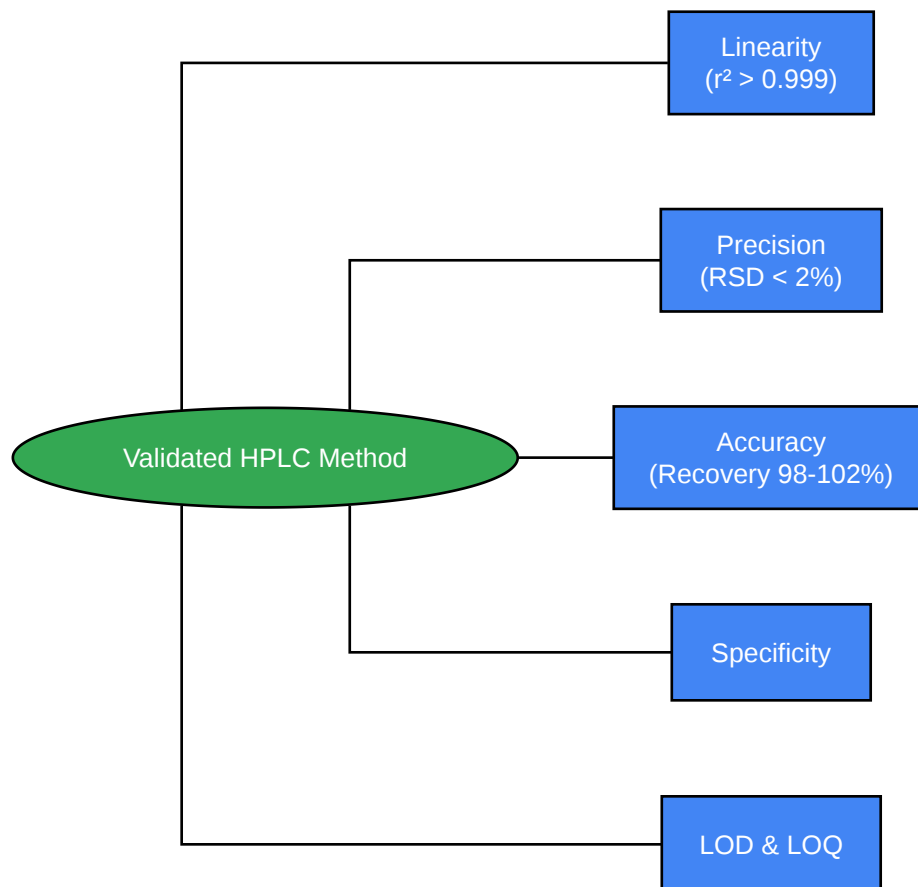 Linearity
(r² > 0.999)
Precision
(RSD < 2%)
Validated HPLC Method
Accuracy
(Recovery 98-102%)
Specificity
LOD & LOQ